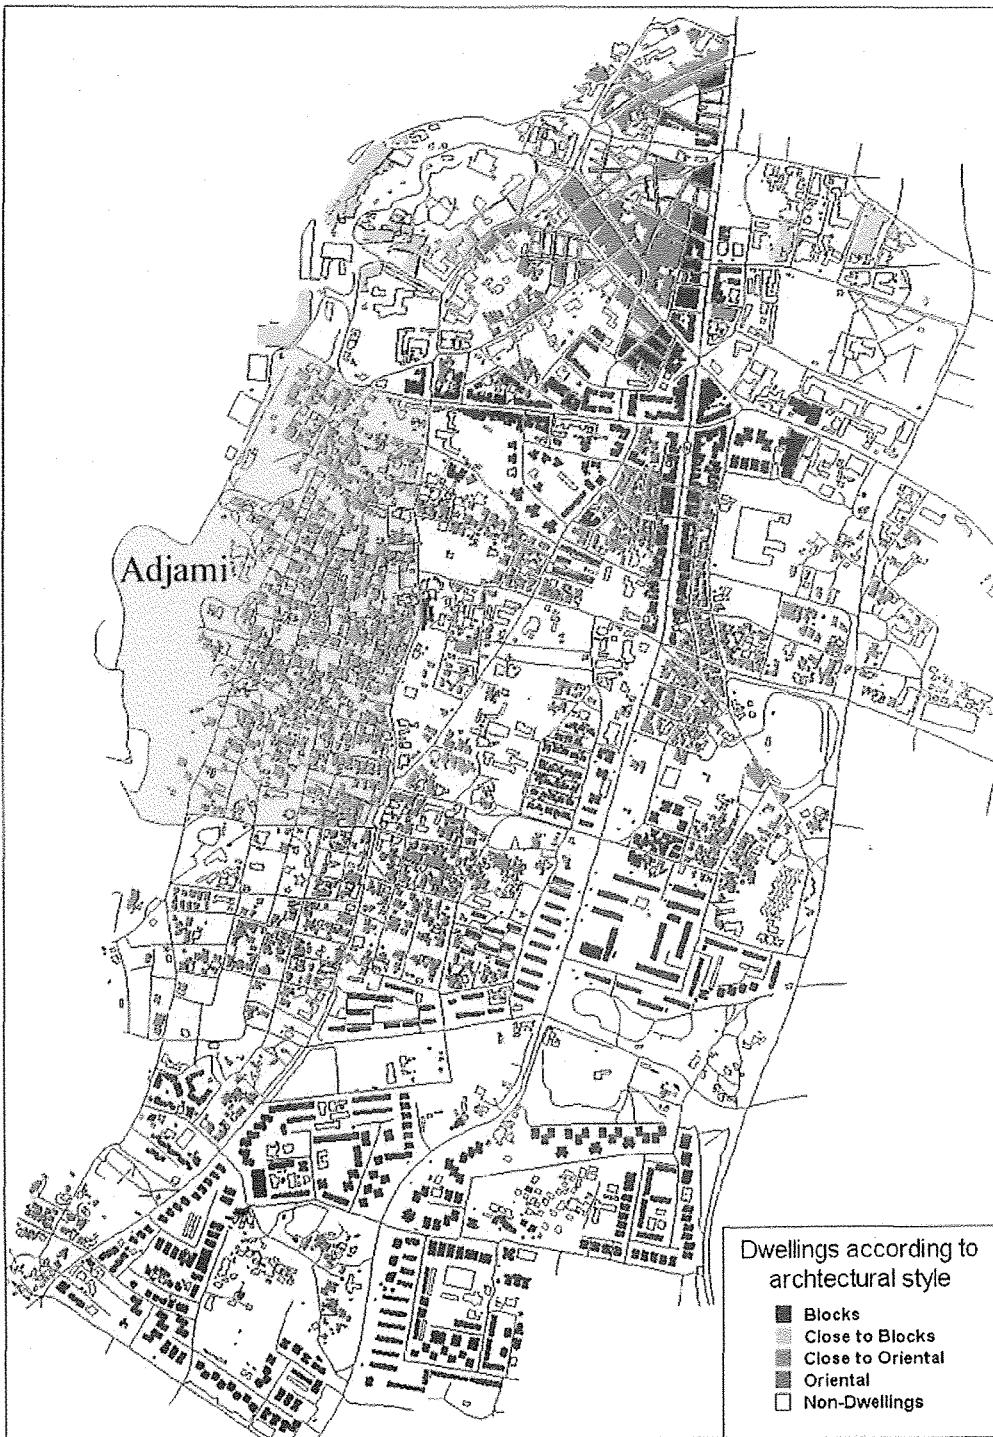 Adjami
Dwellings according to
archtectural style
Blocks
Close to Blocks
Close to Oriental
Oriental
Non-Dwellings